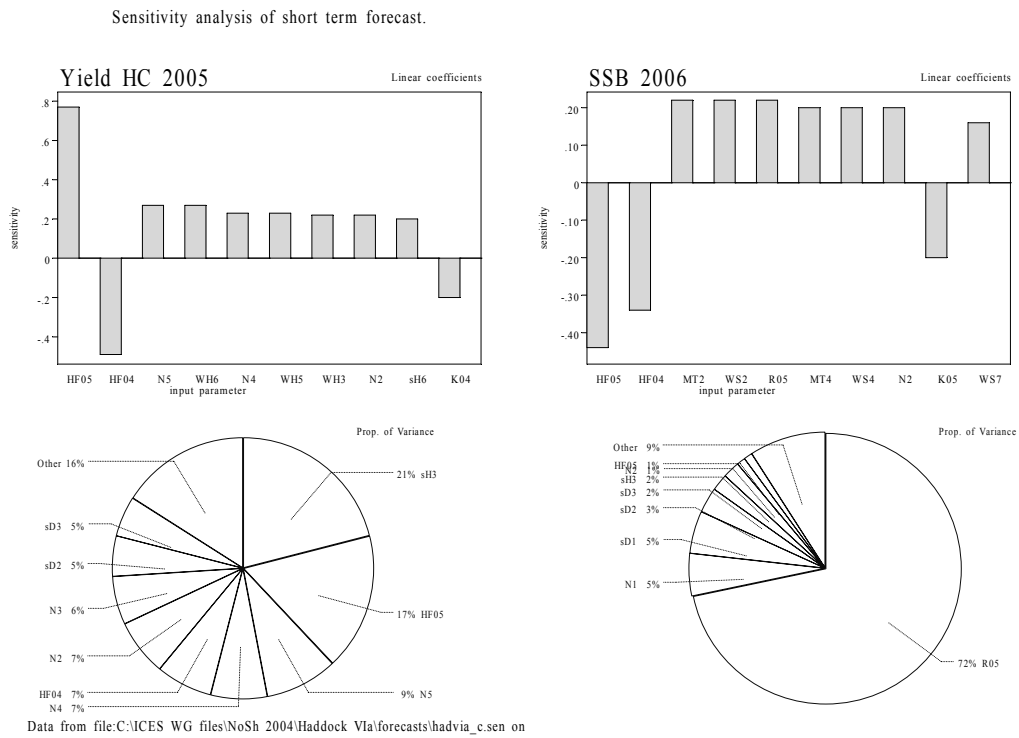 Sensitivity analysis of short term forecast.
Yield HC 2005
Linear coefficients
.8
.6
.4
.2
0
-.2
-.4
sensitivity
HF05 HF04 N5 WH6 N4 WH5 WH3 N2 sH6 K04
input parameter
SSB 2006
Linear coefficients
.20
.10
0
-.10
-.20
-.30
-.40
sensitivity
HF05 HF04 MT2 WS2 R05 MT4 WS4 N2 K05 WS7
input parameter
Prop. of Variance
Other 16%
21% sH3
sD3 5%
sD2 5%
N3 6%
17% HF05
N2 7%
HF04 7%
9% N5
N4 7%
Prop. of Variance
Other 9%
HF05 1%
N2 1%
sH3 2%
sD3 2%
sD2 3%
sD1 5%
N1 5%
72% R05
Data from file:C:\ICES WG files\NoSh 2004\Haddock VIa\forecasts\hadvia_c.sen on